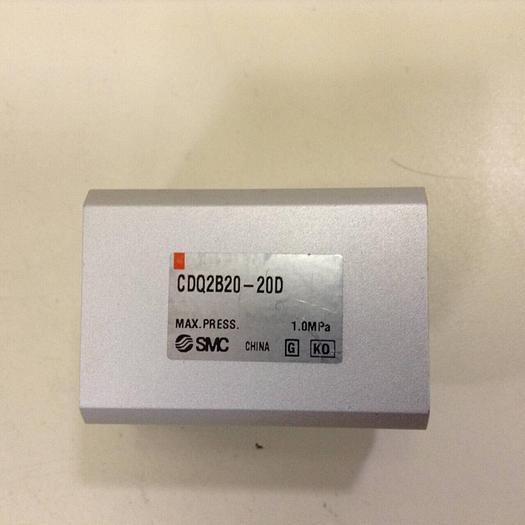 CDQ2B20-20D
MAX.PRESS. 1.0MPa
SMC CHINA G KO